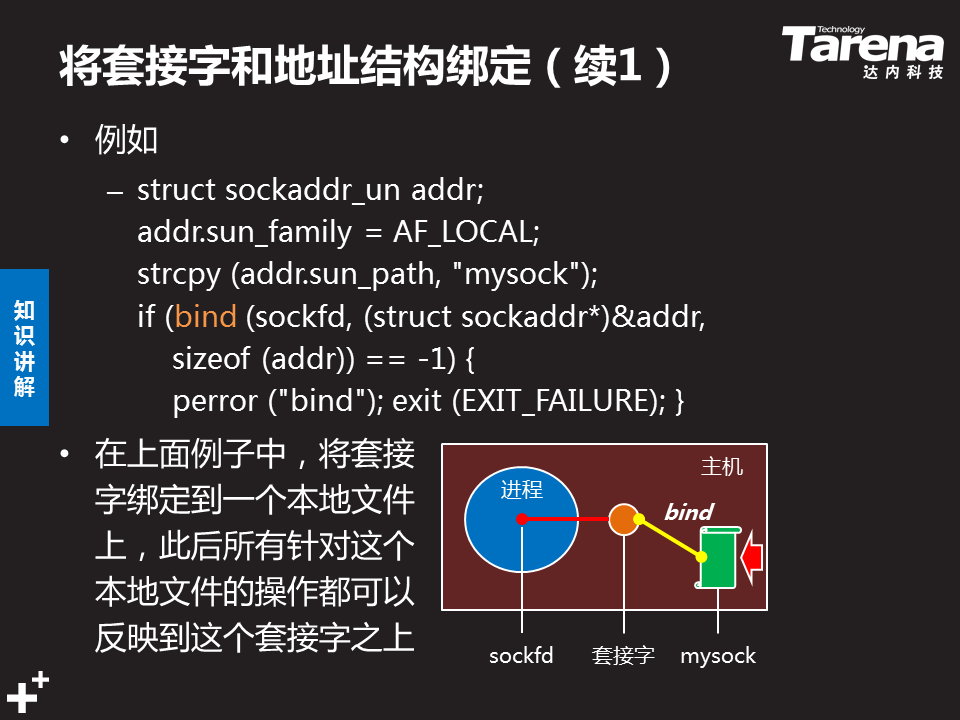 将套接字和地址结构绑定（续1）
Technology
Tarena
达内科技
• 例如
– struct sockaddr_un addr;
addr.sun_family = AF_LOCAL;
strcpy (addr.sun_path, "mysock");
if (bind (sockfd, (struct sockaddr*)&addr,
sizeof (addr)) == -1) {
perror ("bind"); exit (EXIT_FAILURE); }
知识讲解
• 在上面例子中，将套接
字绑定到一个本地文件
上，此后所有针对这个
本地文件的操作都可以
反映到这个套接字之上
主机
进程
bind
sockfd
套接字
mysock